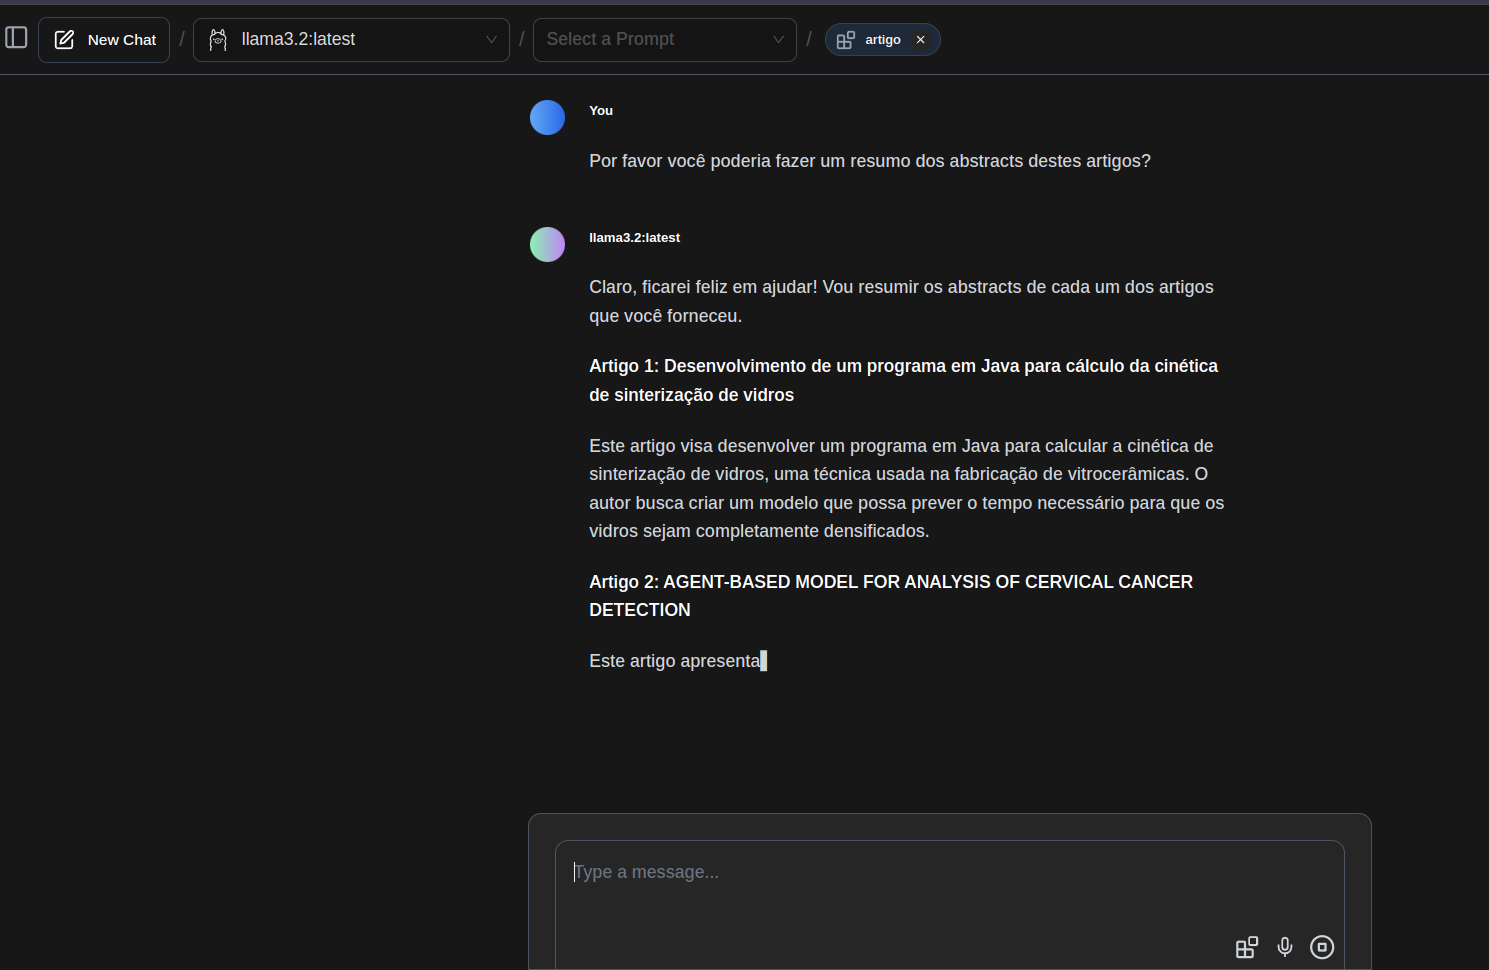 New Chat / llama3.2:latest / Select a Prompt / artigo
You
Por favor você poderia fazer um resumo dos abstracts destes artigos?
llama3.2:latest
Claro, ficarei feliz em ajudar! Vou resumir os abstracts de cada um dos artigos
que você forneceu.
Artigo 1: Desenvolvimento de um programa em Java para cálculo da cinética
de sinterização de vidros
Este artigo visa desenvolver um programa em Java para calcular a cinética de
sinterização de vidros, uma técnica usada na fabricação de vitrocerâmicas. O
autor busca criar um modelo que possa prever o tempo necessário para que os
vidros sejam completamente densificados.
Artigo 2: AGENT-BASED MODEL FOR ANALYSIS OF CERVICAL CANCER
DETECTION
Este artigo apresenta
Type a message...